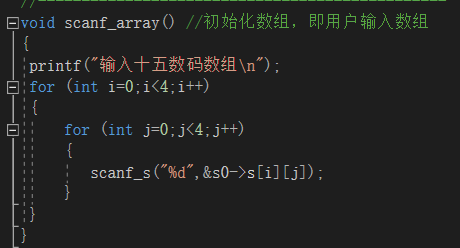 //-----------------------------------------------
void scanf_array() //初始化数组，即用户输入数组
{
printf("输入十五数码数组\n");
for (int i=0;i<4;i++)
{
for (int j=0;j<4;j++)
{
scanf_s("%d",&s0->s[i][j]);
}
}
}